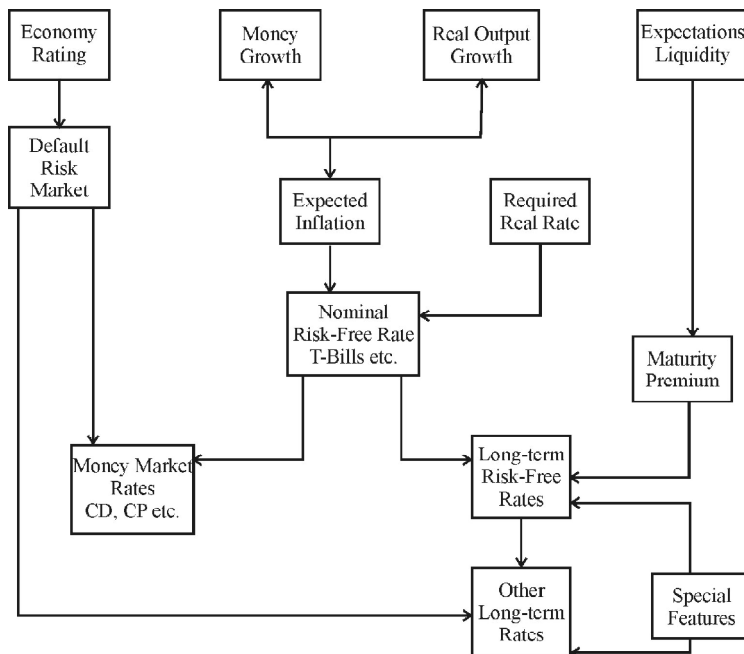 Economy
Rating
Money
Growth
Real Output
Growth
Expectations
Liquidity
Default
Risk
Market
Expected
Inflation
Required
Real Rate
Nominal
Risk-Free Rate
T-Bills etc.
Maturity
Premium
Money Market
Rates
CD, CP etc.
Long-term
Risk-Free
Rates
Other
Long-term
Rates
Special
Features